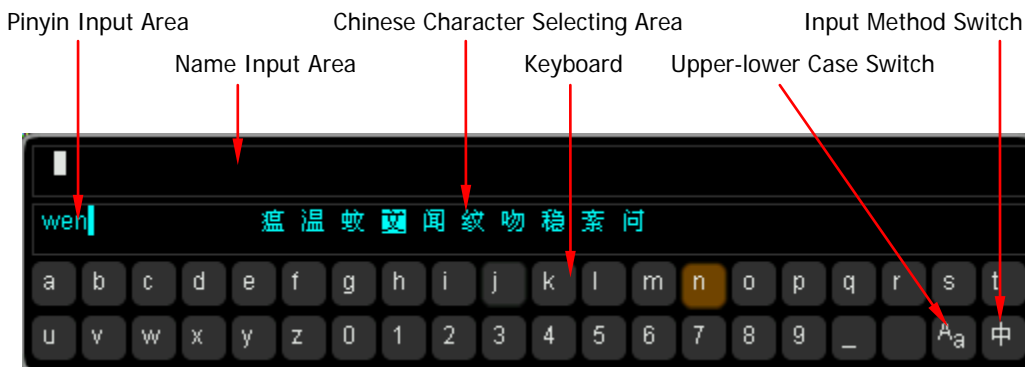 Pinyin Input Area Chinese Character Selecting Area Input Method Switch
Name Input Area Keyboard Upper-lower Case Switch
wen 瘟 温 蚊 文 闻 纹 吻 稳 紊 问
a b c d e f g h i j k l m n o p q r s t
u v w x y z 0 1 2 3 4 5 6 7 8 9 _ Aa 中